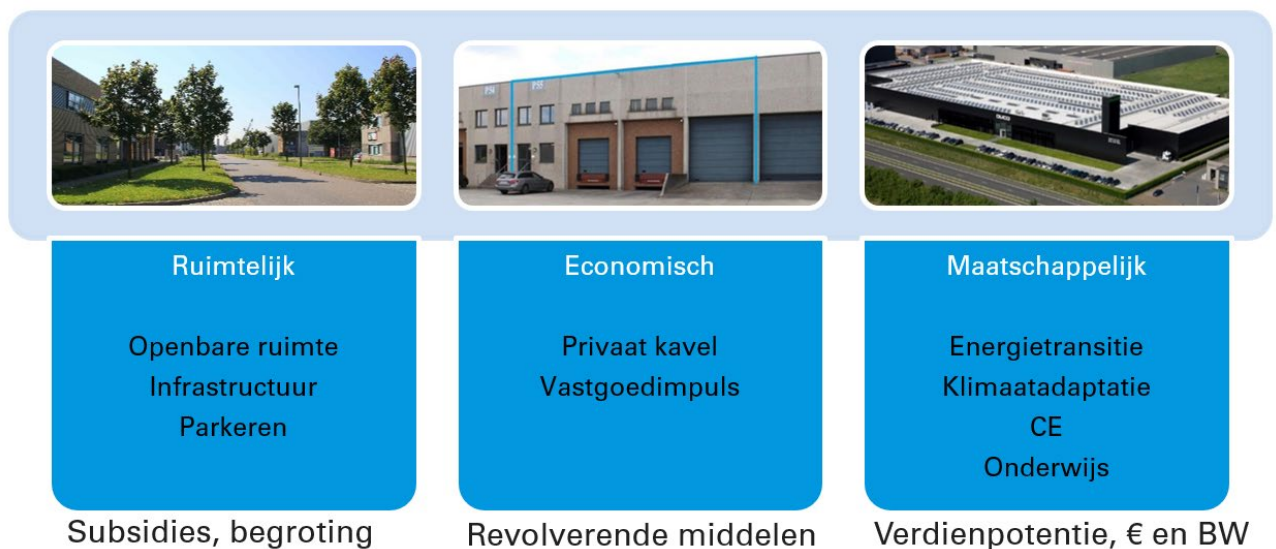 Ruimtelijk
Openbare ruimte
Infrastructuur
Parkeren
Subsidies, begroting
Economisch
Privaat kavel
Vastgoedimpuls
Revolverende middelen
Maatschappelijk
Energietransitie
Klimaatadaptatie
CE
Onderwijs
Verdienpotentie, € en BW